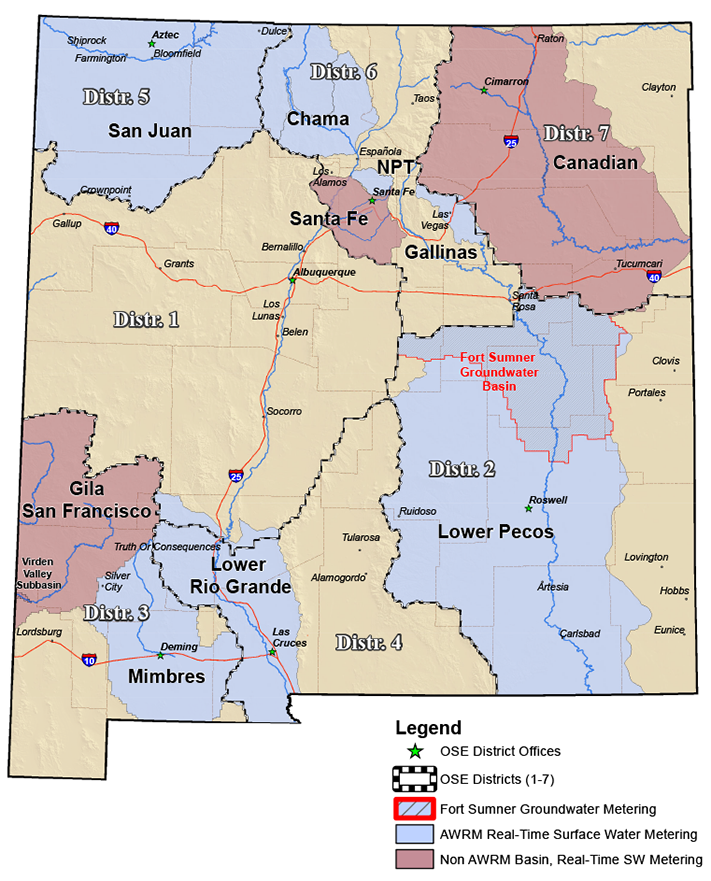 Raton
Aztec
Shiprock
Bloomfield
Farmington
Dulce
Distr. 6
Cimarron
Clayton
Distr. 5
Taos
San Juan
Chama
25
Distr. 7
Canadian
Española
NPT
Los
Alamos
Crownpoint
Santa Fe
Santa Fe
Las
Vegas
Gallup
40
Bernalillo
Gallinas
Grants
Albuquerque
Tucumcari
40
Santa
Rosa
Los
Lunas
Distr. 1
Belen
Fort Sumner
Groundwater
Basin
Clovis
Portales
Socorro
25
Distr. 2
Gila
San Francisco
Roswell
Ruidoso
Lower Pecos
Truth Or Consequences
Tularosa
Lower
Rio Grande
Virden
Valley
Subbasin
Silver
City
Alamogordo
Lovington
Artesia
Hobbs
Distr. 3
Lordsburg
Las
Cruces
Distr. 4
Carlsbad
Eunice
10
Deming
Mimbres
Legend
OSE District Offices
OSE Districts (1-7)
Fort Sumner Groundwater Metering
AWRM Real-Time Surface Water Metering
Non AWRM Basin, Real-Time SW Metering